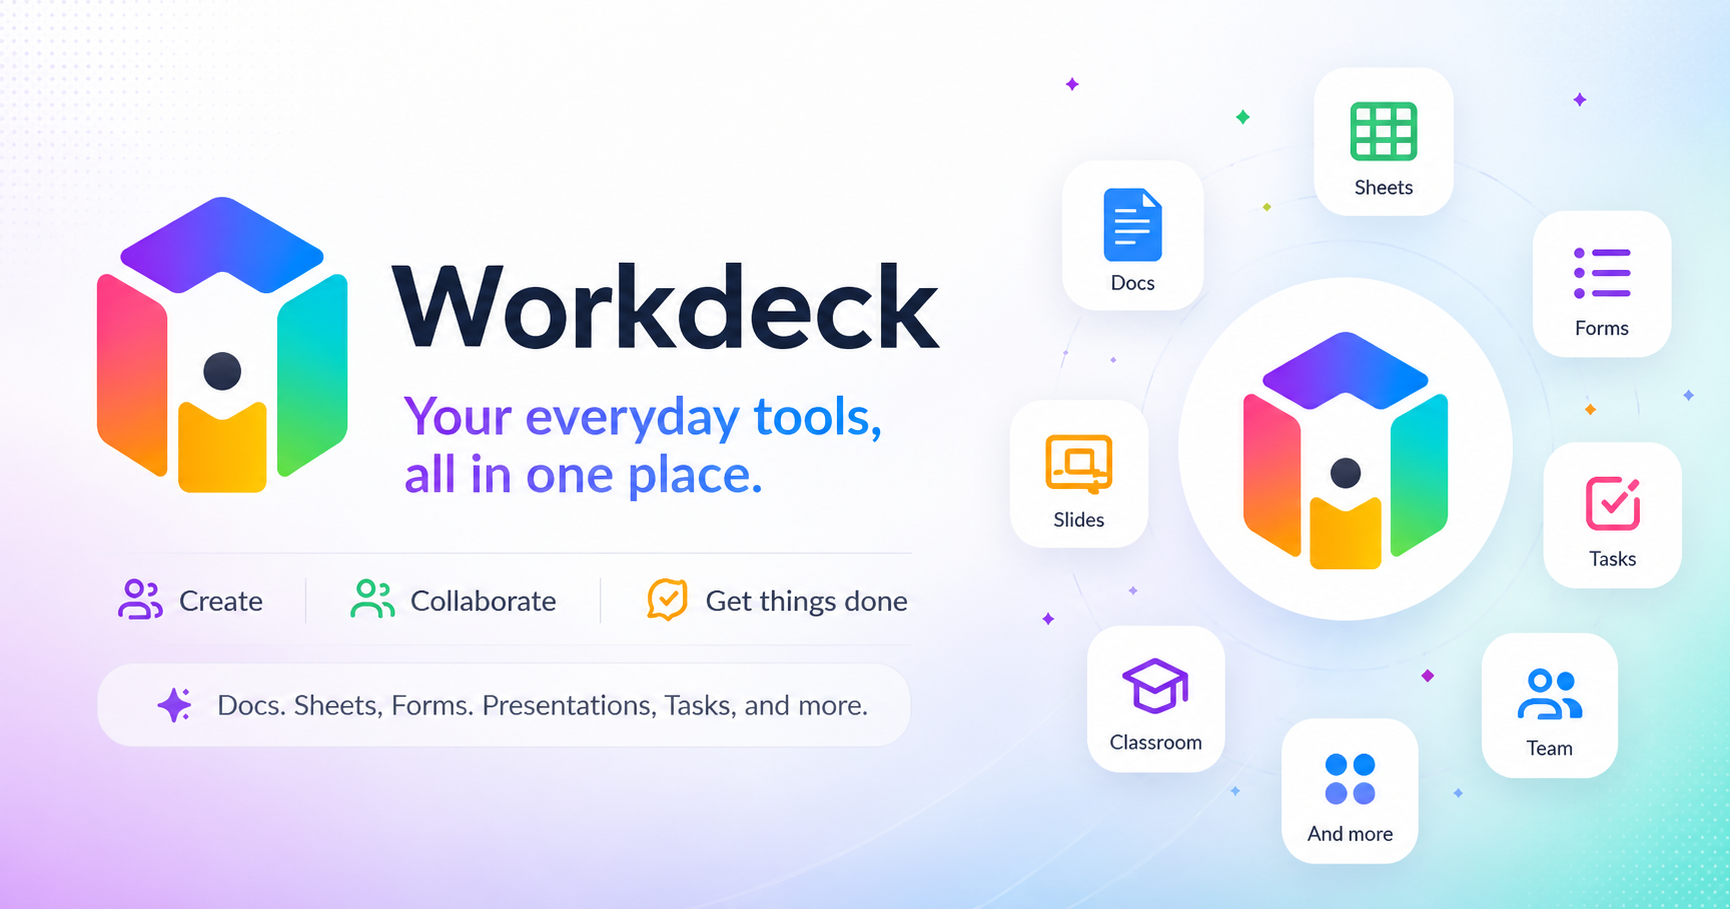 Workdeck
Your everyday tools,
all in one place.
Create
Collaborate
Get things done
Docs. Sheets, Forms. Presentations, Tasks, and more.
Sheets
Docs
Forms
Slides
Tasks
Classroom
Team
And more